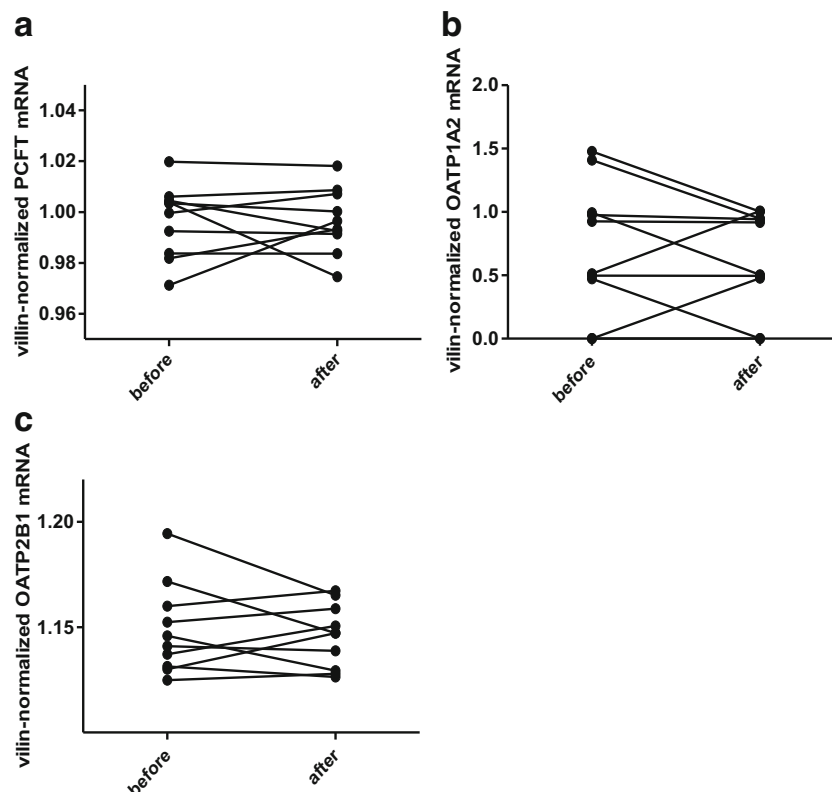 a
villin-normalized PCFT mRNA
1.04
1.02
1.00
0.98
0.96
before
after
b
vilin-normalized OATP1A2 mRNA
2.0
1.5
1.0
0.5
0.0
before
after
c
vilin-normalized OATP2B1 mRNA
1.20
1.15
before
after